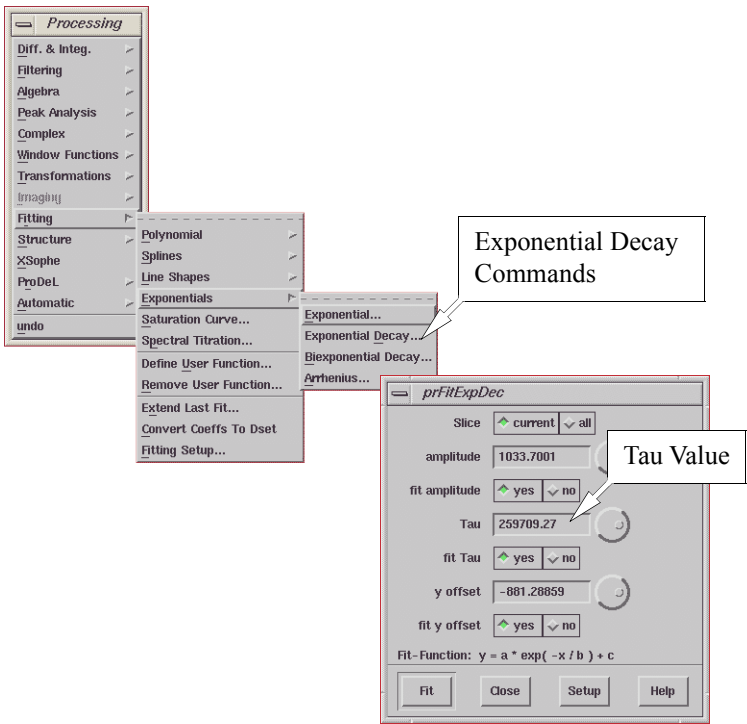 Processing
Diff. & Integ.
Filtering
Algebra
Peak Analysis
Complex
Window Functions
Transformations
Imaging
Fitting
Structure
XSophe
ProDeL
Automatic
undo
Polynomial
Splines
Line Shapes
Exponentials
Saturation Curve...
Spectral Titration...
Define User Function...
Remove User Function...
Extend Last Fit...
Convert Coeffs To Dset
Fitting Setup...
Exponential...
Exponential Decay...
Biexponential Decay...
Arrhenius...
Exponential Decay
Commands
prFitExpDec
Slice current all
amplitude 1033.7001
Tau Value
fit amplitude yes no
Tau 259709.27
fit Tau yes no
y offset -881.28859
fit y offset yes no
Fit-Function: y = a * exp( -x / b ) + c
Fit Close Setup Help